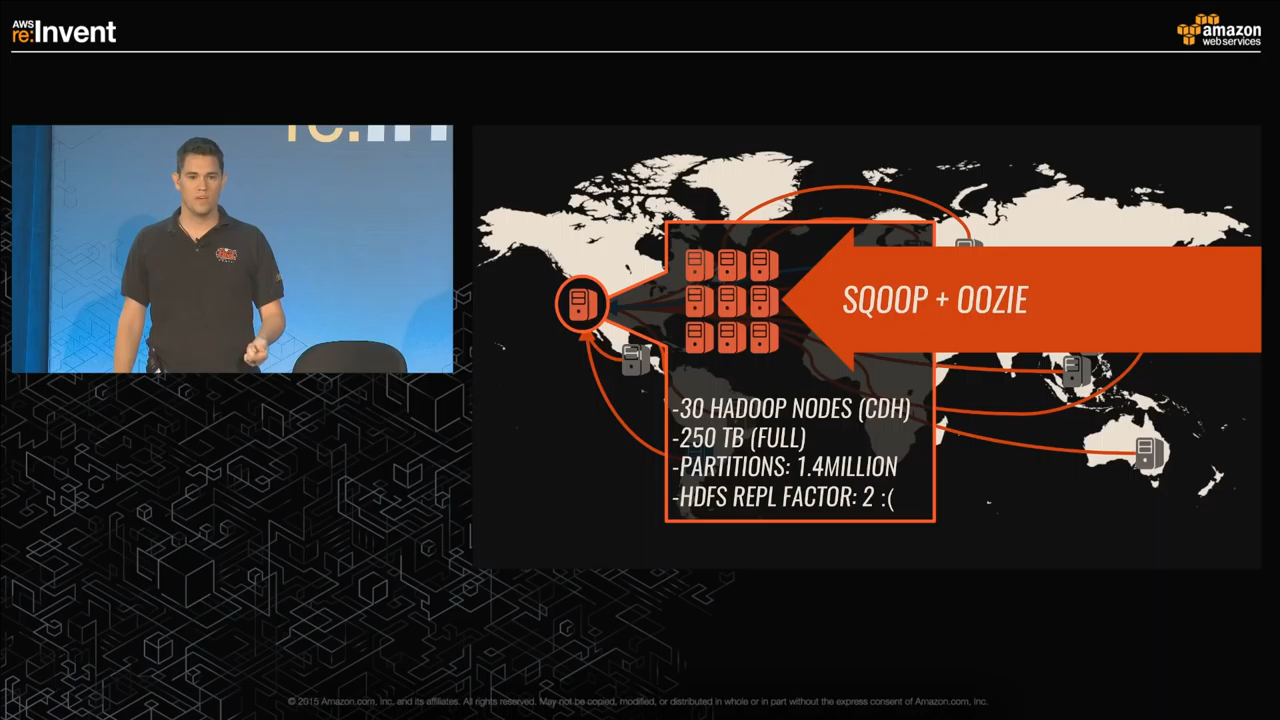 AWS
re:Invent
amazon
web services
re:In
SQOOP + OOZIE
-30 HADOOP NODES (CDH)
-250 TB (FULL)
-PARTITIONS: 1.4MILLION
-HDFS REPL FACTOR: 2 :(
© 2015 Amazon.com, Inc. and its affiliates. All rights reserved. May not be copied, modified, or distributed in whole or in part without the express consent of Amazon.com, Inc.